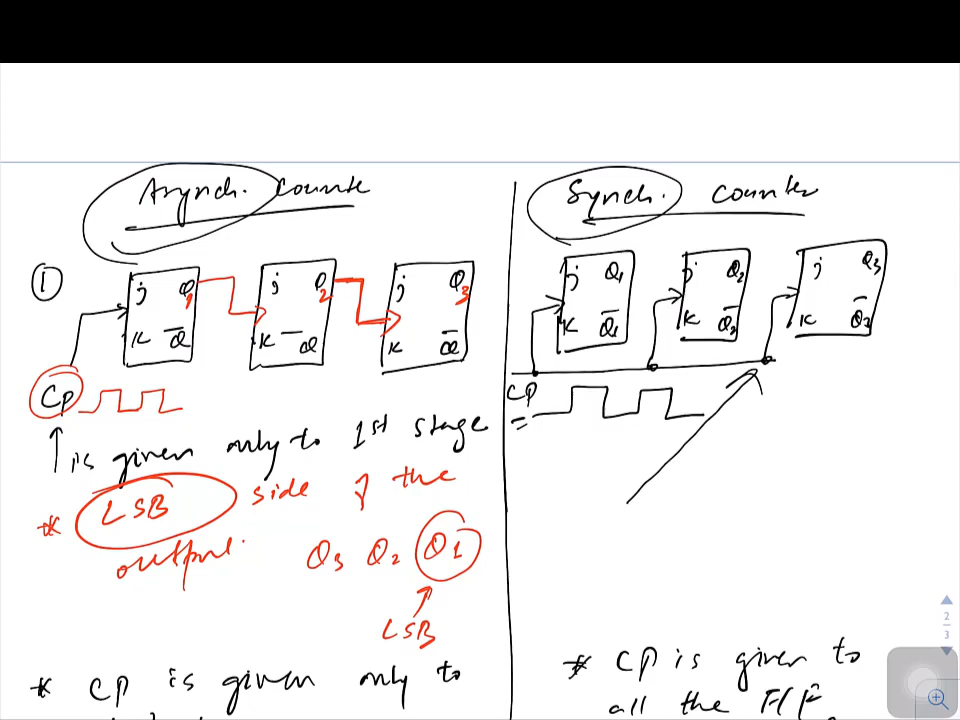 Asynch. Counter
①
J Q1
K Q̅
J Q2
K Q̅
J Q3
K Q̅
CP
↑ is given only to 1st stage
* LSB side of the
output.
Q3 Q2 Q1
LSB
* CP is given only to
Synch. counter
J Q1
K Q̅1
J Q2
K Q̅2
J Q3
K Q̅3
CP
* CP is given to
all the F/F
2
3